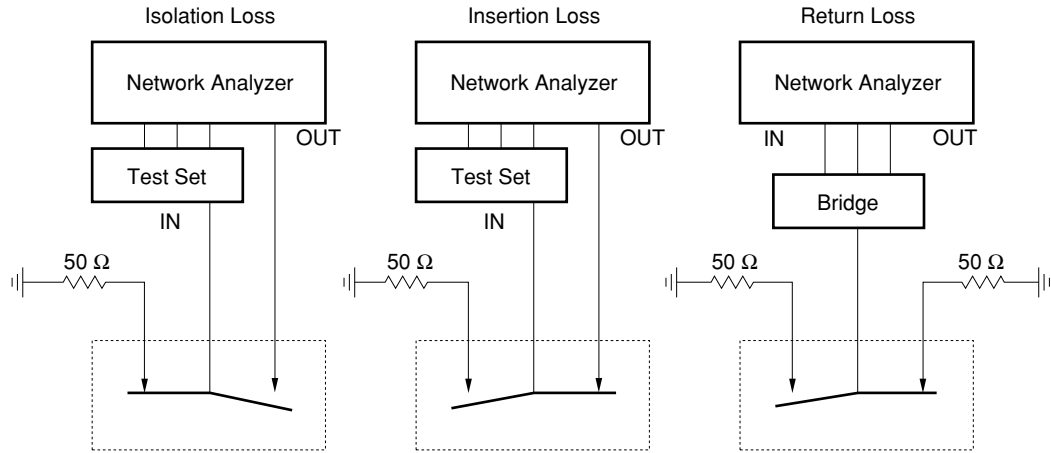 Isolation Loss
Network Analyzer
OUT
Test Set
IN
50 Ω
Insertion Loss
Network Analyzer
OUT
Test Set
IN
50 Ω
Return Loss
Network Analyzer
IN
OUT
Bridge
50 Ω
50 Ω